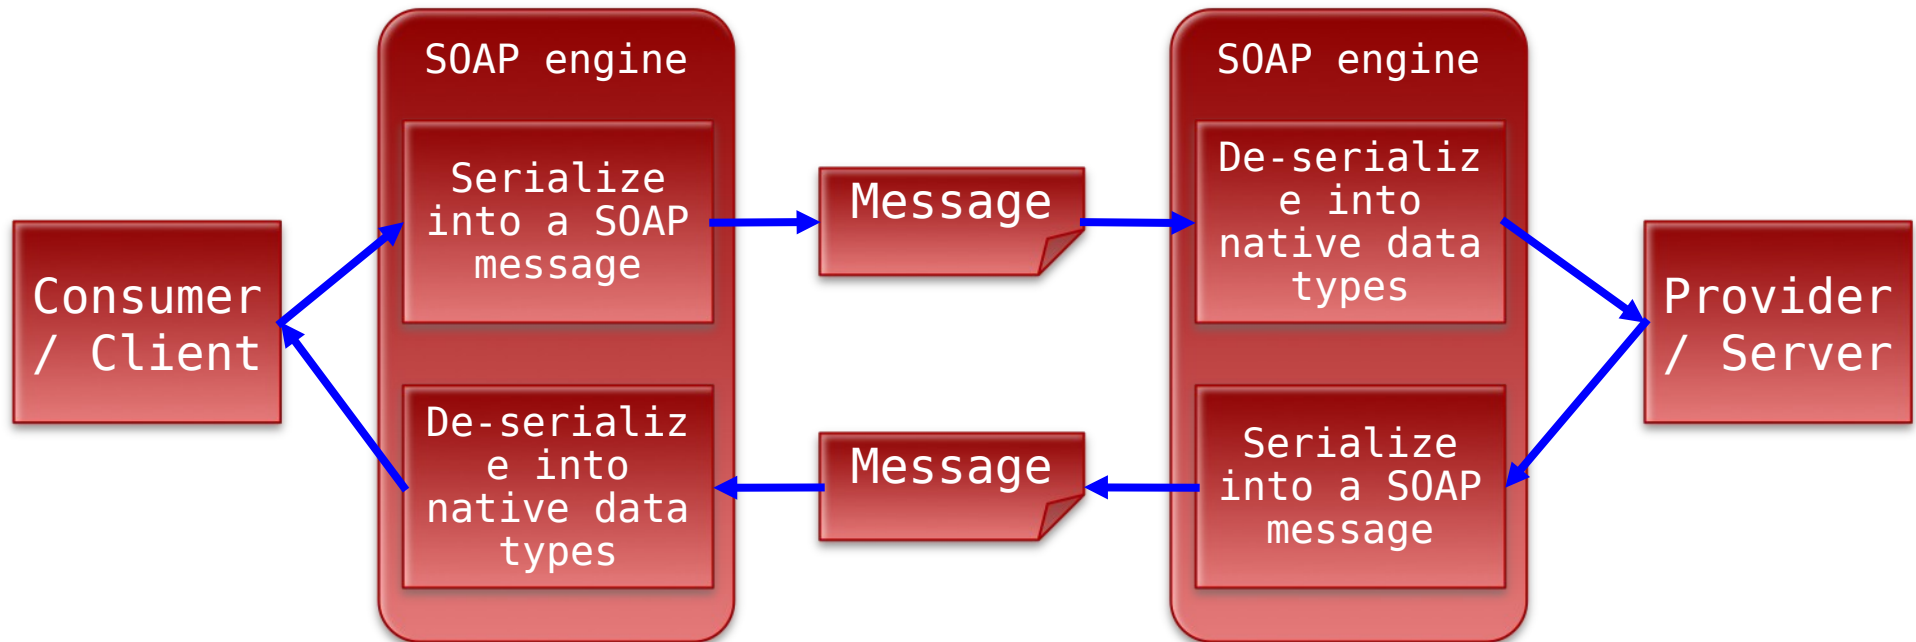 SOAP engine
Serialize
into a SOAP
message
De-serializ
e into
native data
types
Consumer
/ Client
Message
Message
SOAP engine
De-serializ
e into
native data
types
Serialize
into a SOAP
message
Provider
/ Server